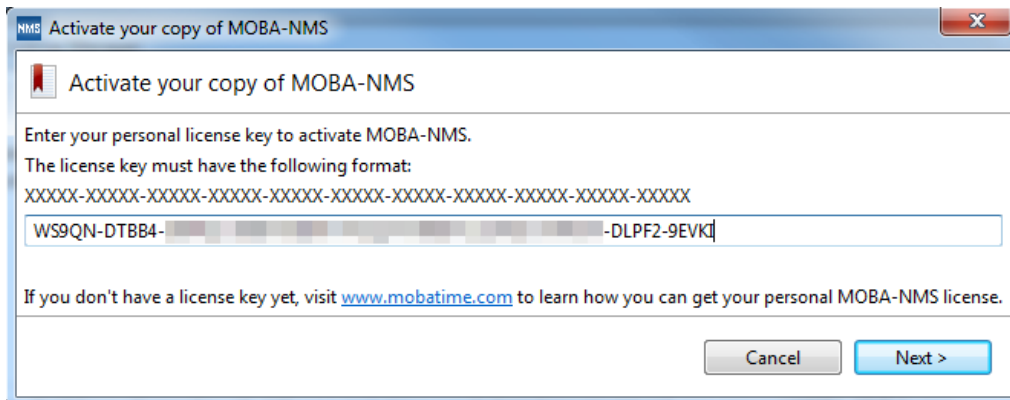 NMS Activate your copy of MOBA-NMS
Activate your copy of MOBA-NMS
Enter your personal license key to activate MOBA-NMS.
The license key must have the following format:
XXXXX-XXXXX-XXXXX-XXXXX-XXXXX-XXXXX-XXXXX-XXXXX-XXXXX-XXXXX-XXXXX
WS9QN-DTBB4- -DLPF2-9EVKI
If you don't have a license key yet, visit www.mobatime.com to learn how you can get your personal MOBA-NMS license.
Cancel Next >